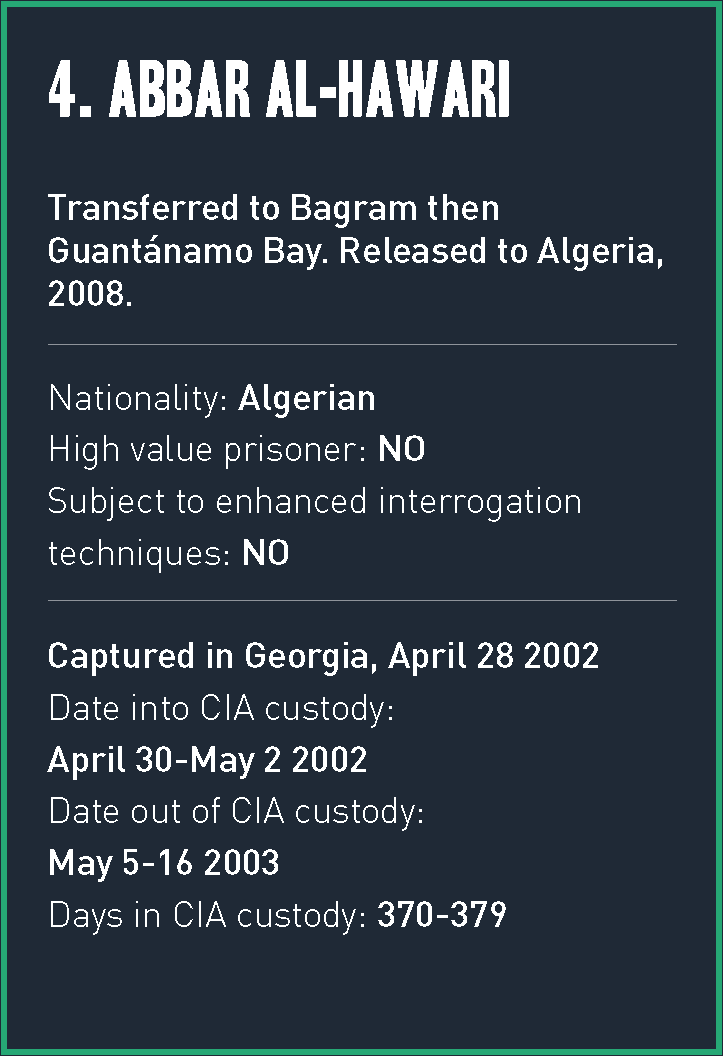 4. ABBAR AL-HAWARI
Transferred to Bagram then
Guantánamo Bay. Released to Algeria,
2008.
Nationality: Algerian
High value prisoner: NO
Subject to enhanced interrogation
techniques: NO
Captured in Georgia, April 28 2002
Date into CIA custody:
April 30-May 2 2002
Date out of CIA custody:
May 5-16 2003
Days in CIA custody: 370-379